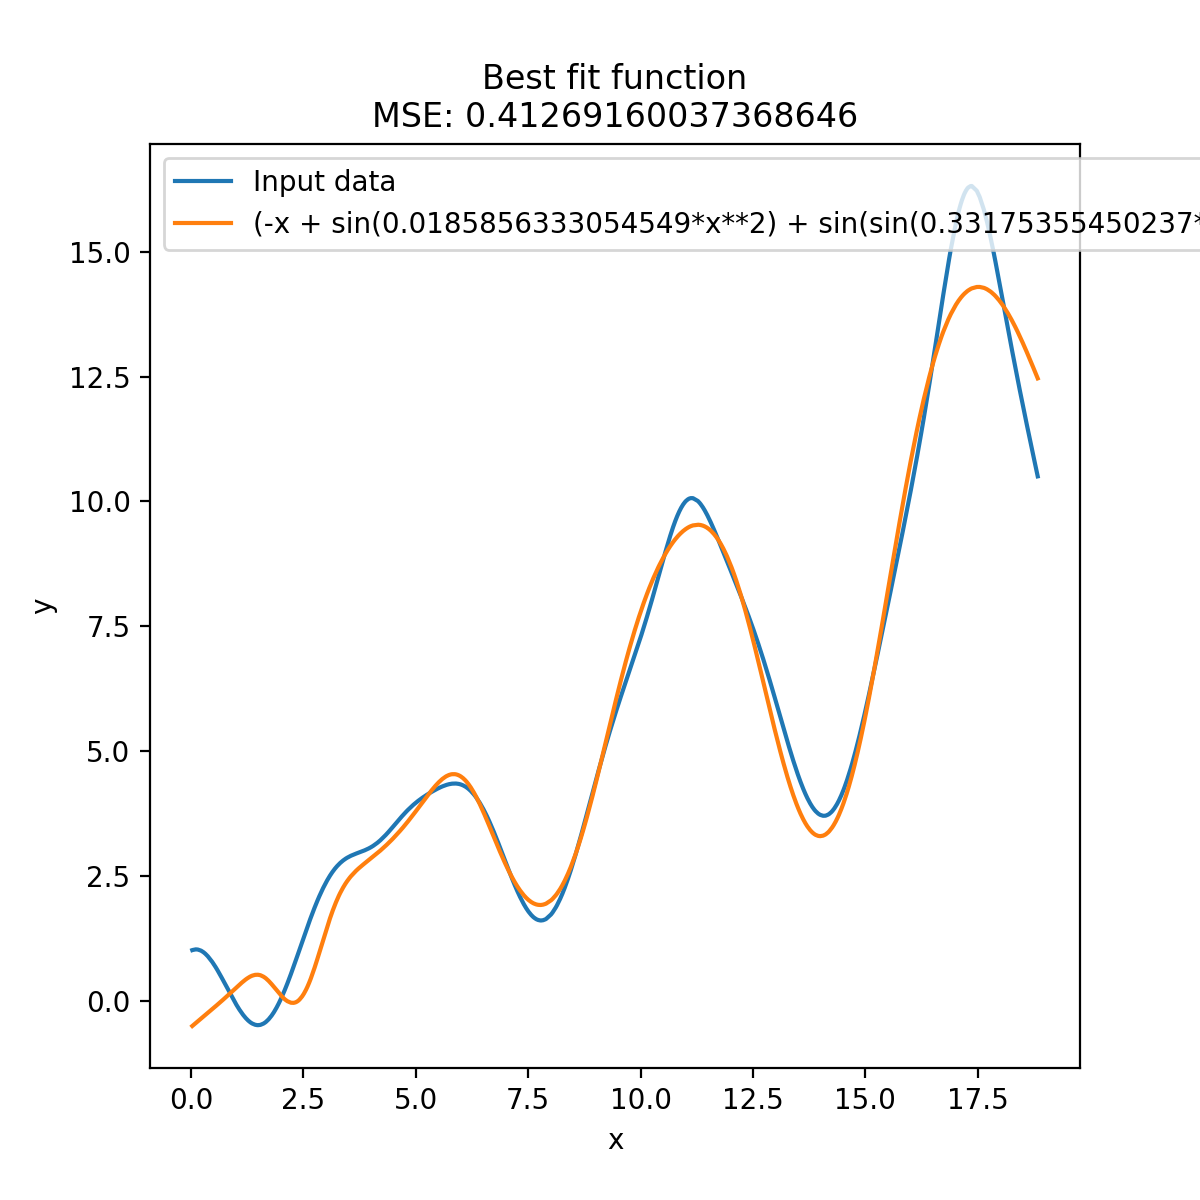 Best fit function
MSE: 0.41269160037368646
Input data
(-x + sin(0.0185856333054549*x**2) + sin(sin(0.33175355450237*
15.0
12.5
10.0
7.5
5.0
2.5
0.0
y
0.0 2.5 5.0 7.5 10.0 12.5 15.0 17.5
x